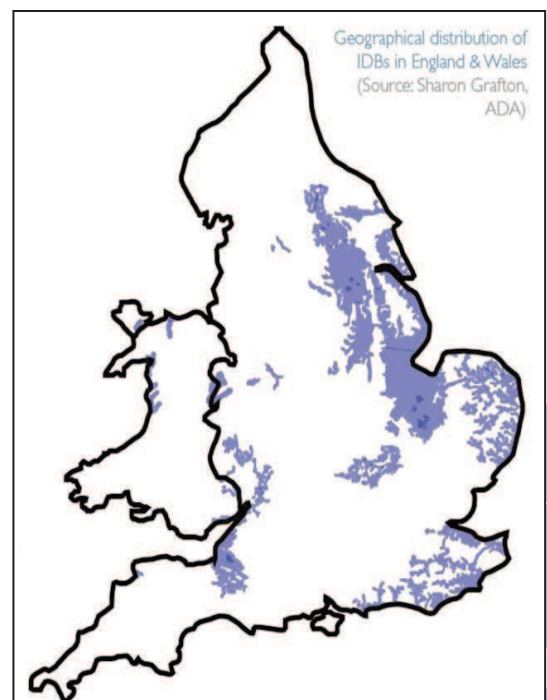 Geographical distribution of
IDBs in England & Wales
(Source: Sharon Grafton,
ADA)